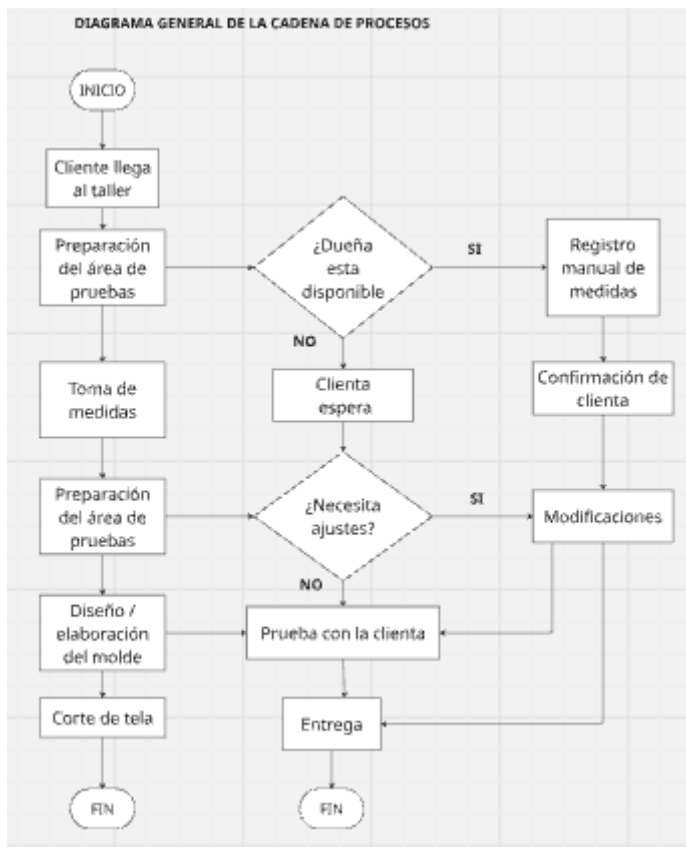 DIAGRAMA GENERAL DE LA CADENA DE PROCESOS
INICIO
Cliente llega
al taller
Preparación
del área de
pruebas
¿Dueña
esta
disponible
SI
Registro
manual de
medidas
NO
Toma de
medidas
Clienta
espera
Confirmación de
clienta
Preparación
del área de
pruebas
¿Necesita
ajustes?
SI
Modificaciones
NO
Diseño /
elaboración
del molde
Prueba con la clienta
Corte de tela
Entrega
FIN
FIN